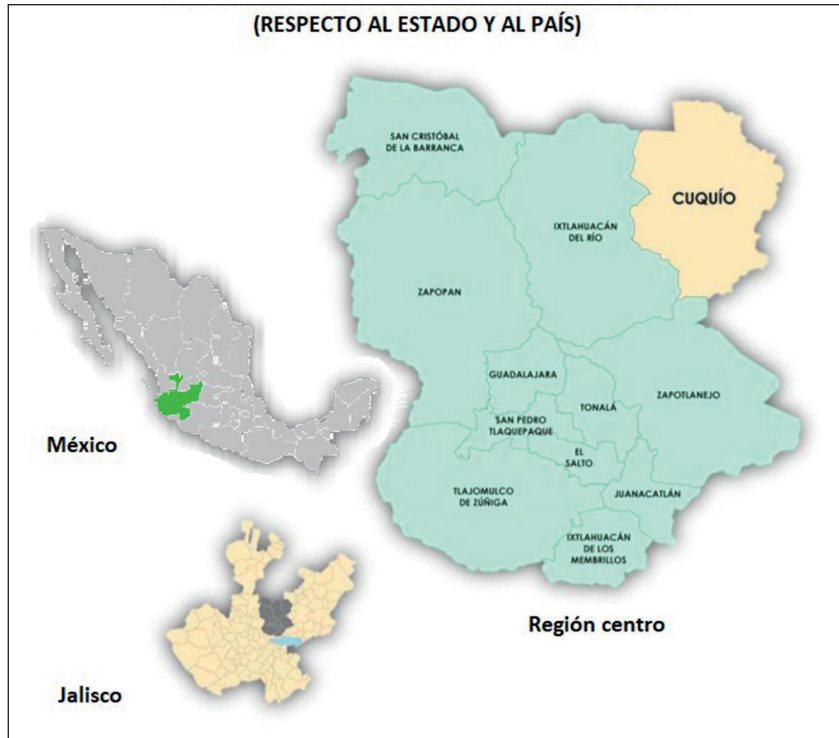 (RESPECTO AL ESTADO Y AL PAÍS)
SAN CRISTÓBAL
DE LA BARRANCA
CUQUÍO
IXTLAHUACÁN
DEL RÍO
ZAPOPAN
GUADALAJARA
TONALÁ
ZAPOTLANEJO
SAN PEDRO
TLAQUEPAQUE
EL
SALTO
TLAJOMULCO
DE ZÚÑIGA
JUANACATLÁN
IXTLAHUACÁN
DE LOS
MEMBRILLOS
México
Región centro
Jalisco